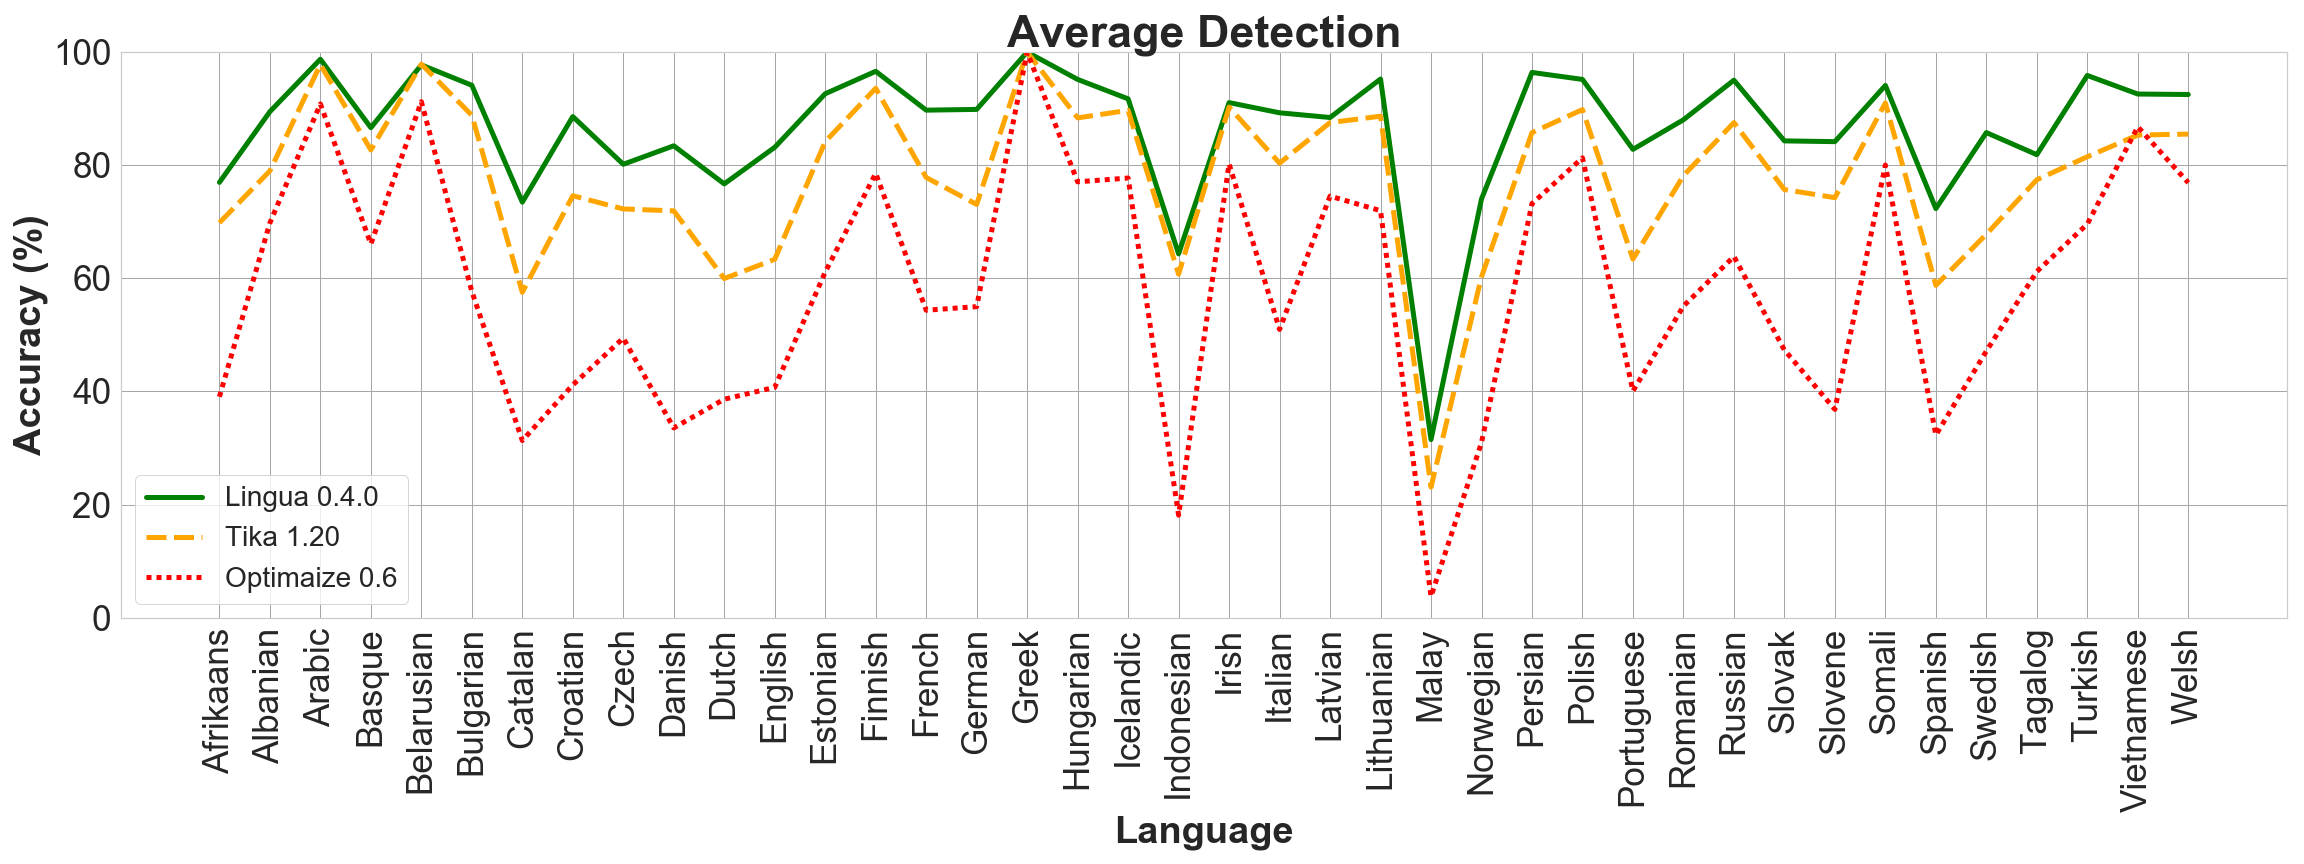 Average Detection
Accuracy (%)
100
80
60
40
20
0
Lingua 0.4.0
Tika 1.20
Optimaize 0.6
Afrikaans
Albanian
Arabic
Basque
Belarusian
Bulgarian
Catalan
Croatian
Czech
Danish
Dutch
English
Estonian
Finnish
French
German
Greek
Hungarian
Icelandic
Indonesian
Irish
Italian
Latvian
Lithuanian
Malay
Norwegian
Persian
Polish
Portuguese
Romanian
Russian
Slovak
Slovene
Somali
Spanish
Swedish
Tagalog
Turkish
Vietnamese
Welsh
Language